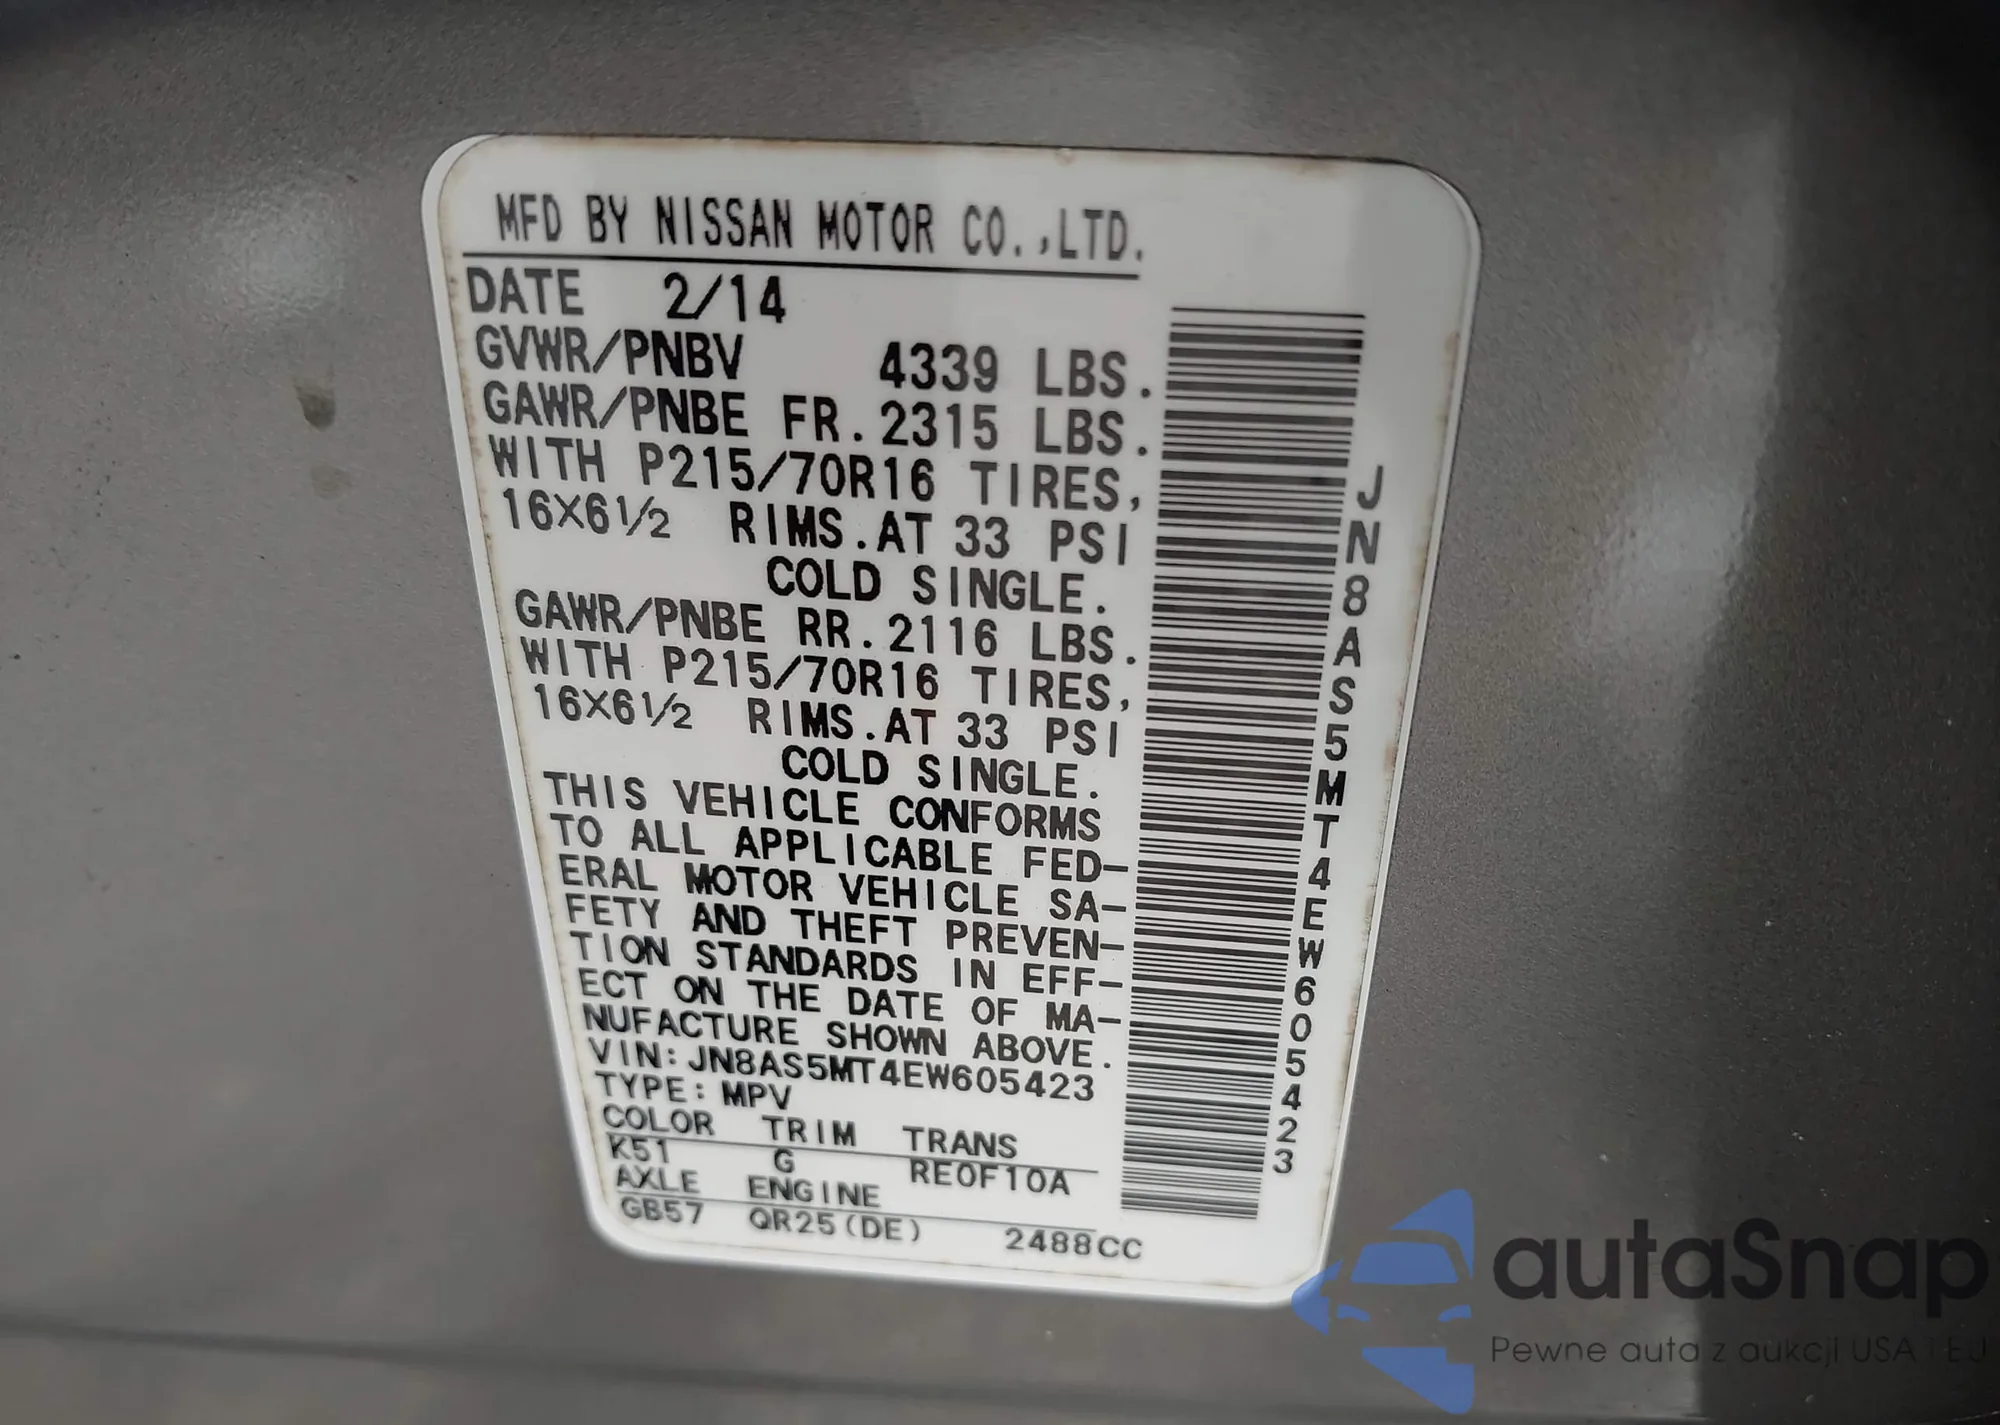 MFD BY NISSAN MOTOR CO.,LTD.
DATE 2/14
GVWR/PNBV 4339 LBS.
GAWR/PNBE FR.2315 LBS.
WITH P215/70R16 TIRES,
16X6½ RIMS.AT 33 PSI
COLD SINGLE.
GAWR/PNBE RR.2116 LBS.
WITH P215/70R16 TIRES,
16X6½ RIMS.AT 33 PSI
COLD SINGLE.
THIS VEHICLE CONFORMS
TO ALL APPLICABLE FED-
ERAL MOTOR VEHICLE SA-
FETY AND THEFT PREVEN-
TION STANDARDS IN EFF-
ECT ON THE DATE OF MA-
NUFACTURE SHOWN ABOVE.
VIN:JN8AS5MT4EW605423
TYPE:MPV
COLOR TRIM TRANS
K51 G RE0F10A
AXLE ENGINE
GB57 QR25(DE) 2488CC
JN8AS5MT4EW605423
autaSnap
Pewne auta z aukcji USA i EU